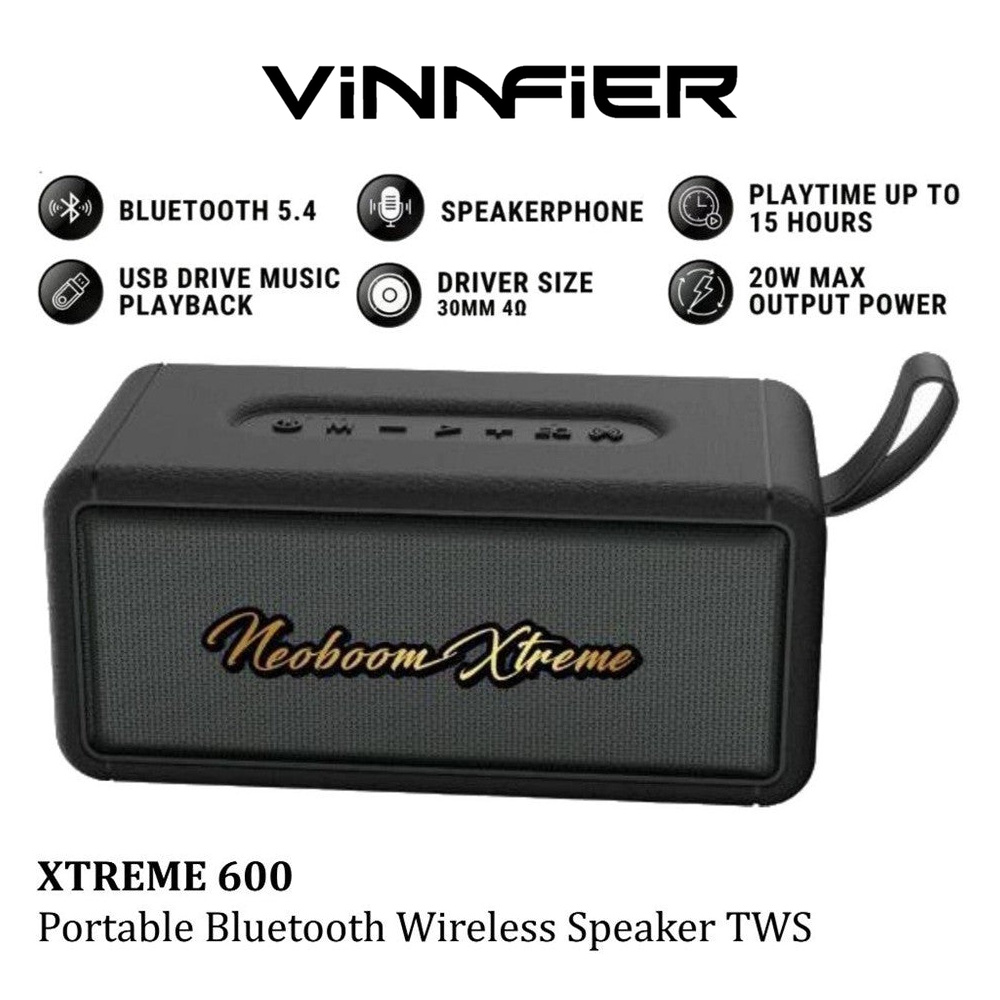 ViNNFiER
BLUETOOTH 5.4
SPEAKERPHONE
PLAYTIME UP TO
15 HOURS
USB DRIVE MUSIC
PLAYBACK
DRIVER SIZE
30MM 4Ω
20W MAX
OUTPUT POWER
M
Neoboom Xtreme
XTREME 600
Portable Bluetooth Wireless Speaker TWS